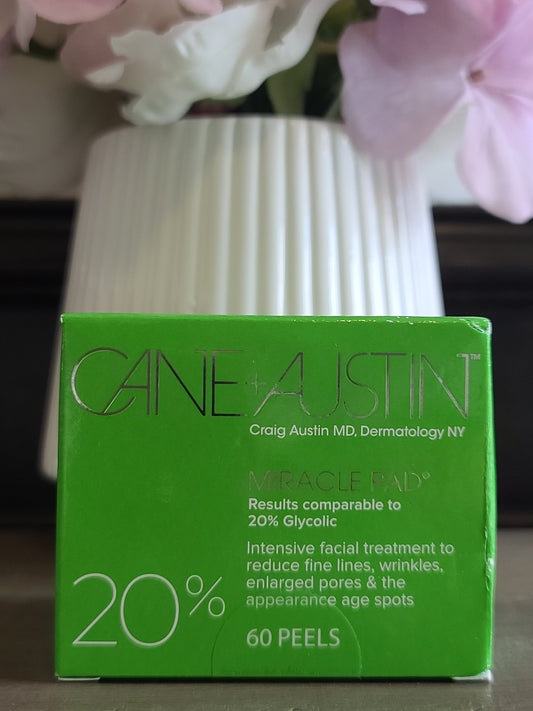 CANE+AUSTIN™
Craig Austin MD, Dermatology NY
MIRACLE PAD®
Results comparable to
20% Glycolic
Intensive facial treatment to
reduce fine lines, wrinkles,
enlarged pores & the
appearance age spots
20%
60 PEELS